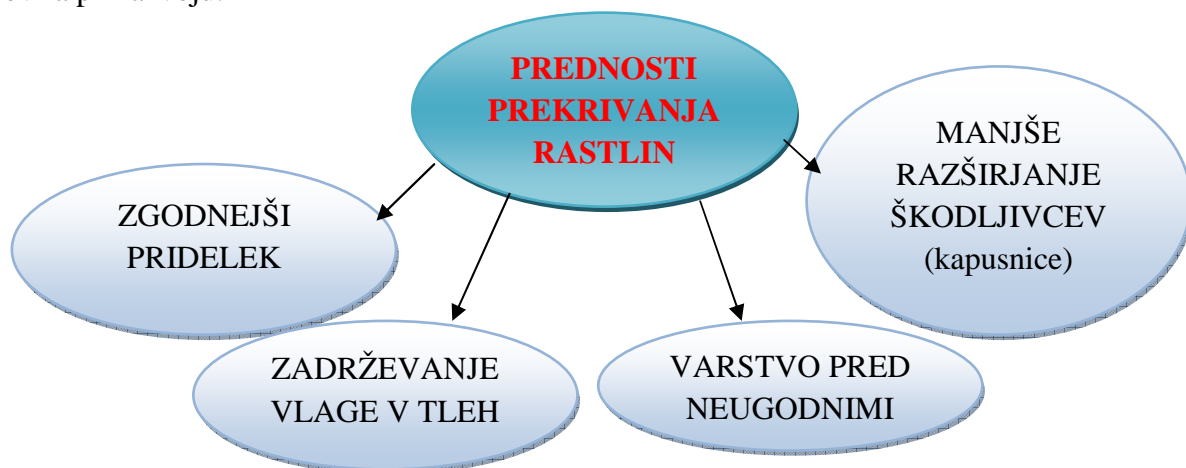 PREDNOSTI
PREKRIVANJA
RASTLIN
MANJŠE
RAZŠIRJANJE
ŠKODLJIVCEV
(kapusnice)
ZGODNEJŠI
PRIDELEK
ZADRŽEVANJE
VLAGE V TLEH
VARSTVO PRED
NEUGODNIMI